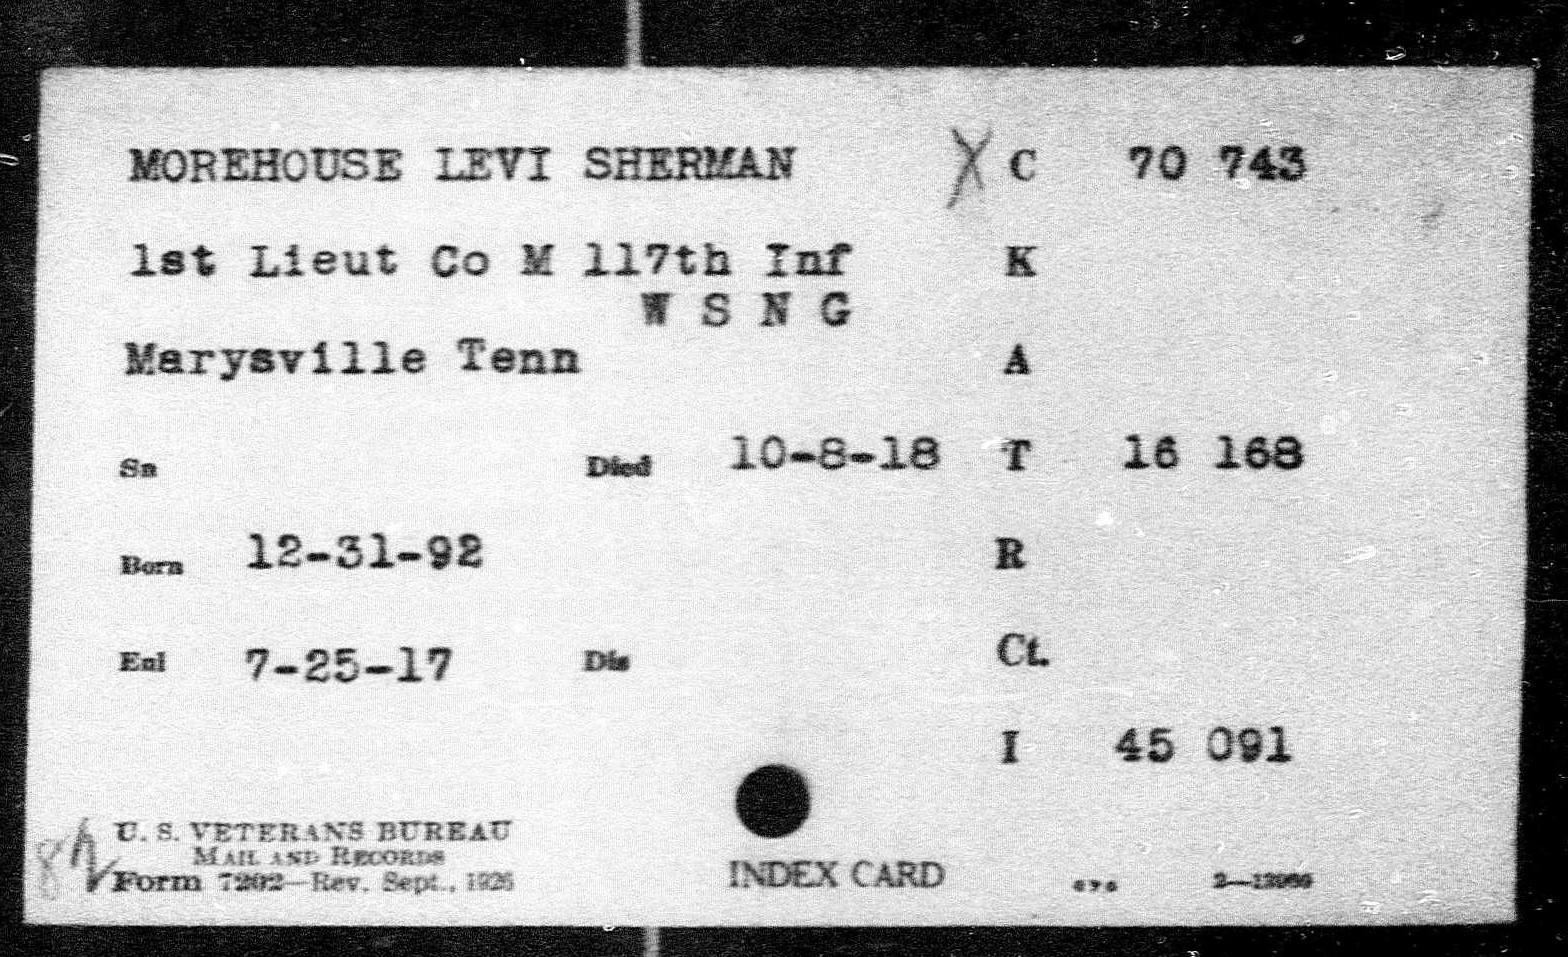 MOREHOUSE LEVI SHERMAN X C 70 743
1st Lieut Co M 117th Inf K
W S N G
Marysville Tenn A
Sn Died 10-8-18 T 16 168
Born 12-31-92 R
Enl 7-25-17 Dis Ct.
I 45 091
U. S. VETERANS BUREAU
MAIL AND RECORDS
Form 7202—Rev. Sept., 1926 INDEX CARD GPO